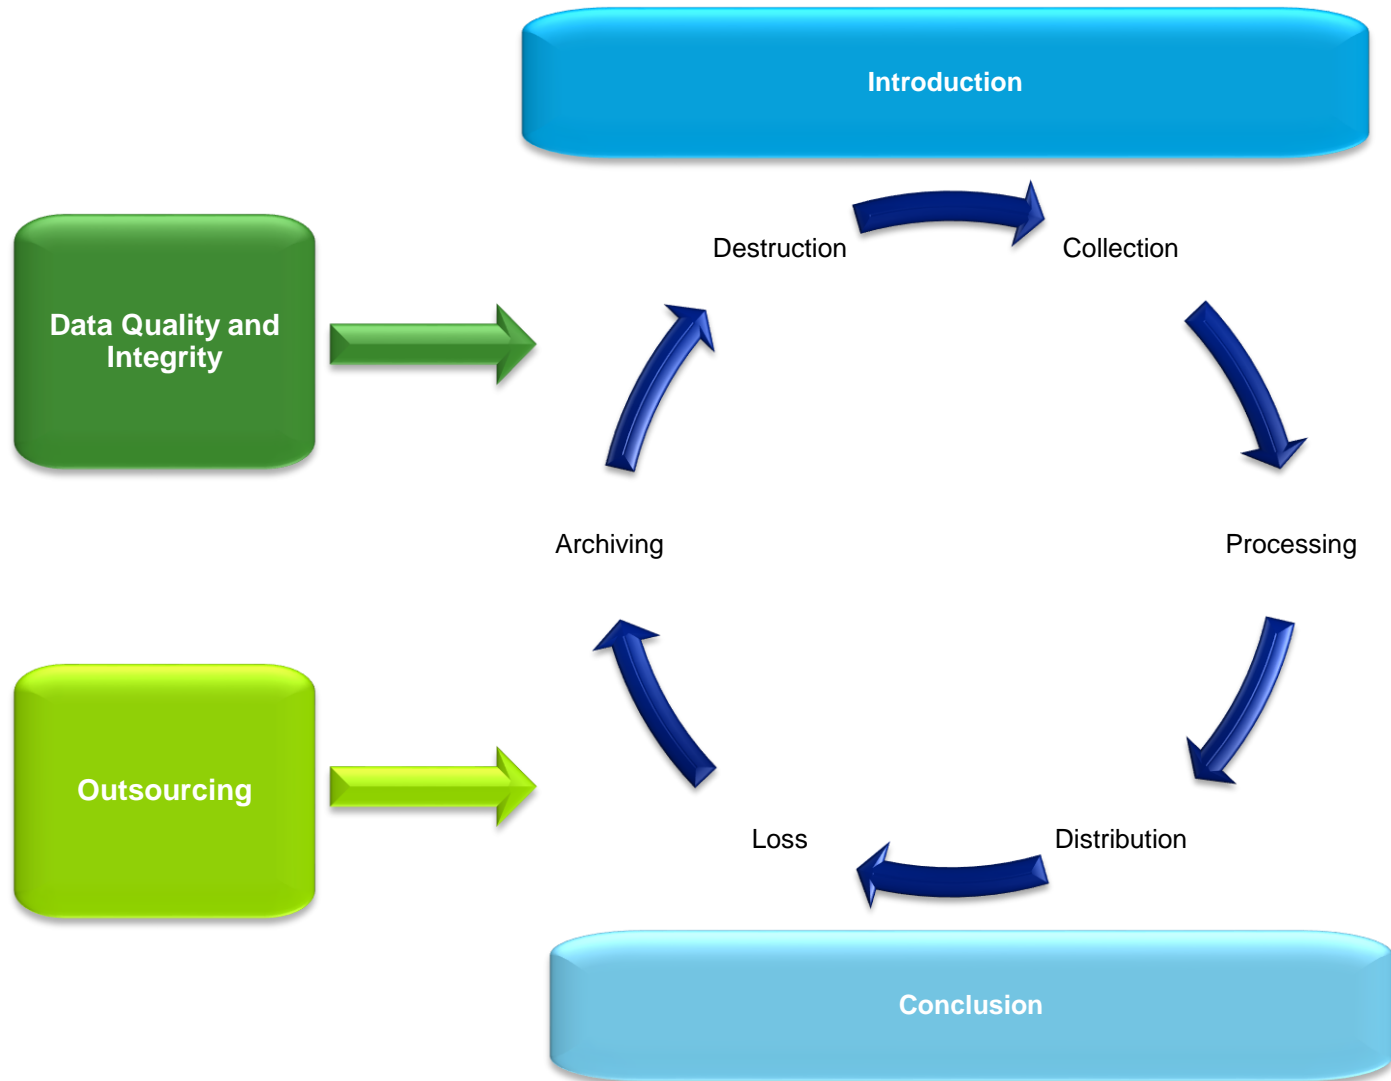 Introduction
Destruction
Collection
Data Quality and
Integrity
Archiving
Processing
Outsourcing
Loss
Distribution
Conclusion